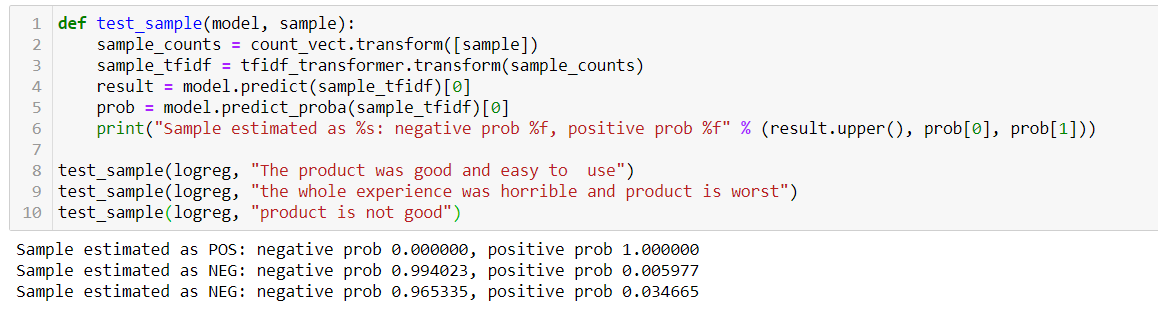 1 def test_sample(model, sample):
2     sample_counts = count_vect.transform([sample])
3     sample_tfidf = tfidf_transformer.transform(sample_counts)
4     result = model.predict(sample_tfidf)[0]
5     prob = model.predict_proba(sample_tfidf)[0]
6     print("Sample estimated as %s: negative prob %f, positive prob %f" % (result.upper(), prob[0], prob[1]))
7
8 test_sample(logreg, "The product was good and easy to  use")
9 test_sample(logreg, "the whole experience was horrible and product is worst")
10 test_sample(logreg, "product is not good")
Sample estimated as POS: negative prob 0.000000, positive prob 1.000000
Sample estimated as NEG: negative prob 0.994023, positive prob 0.005977
Sample estimated as NEG: negative prob 0.965335, positive prob 0.034665